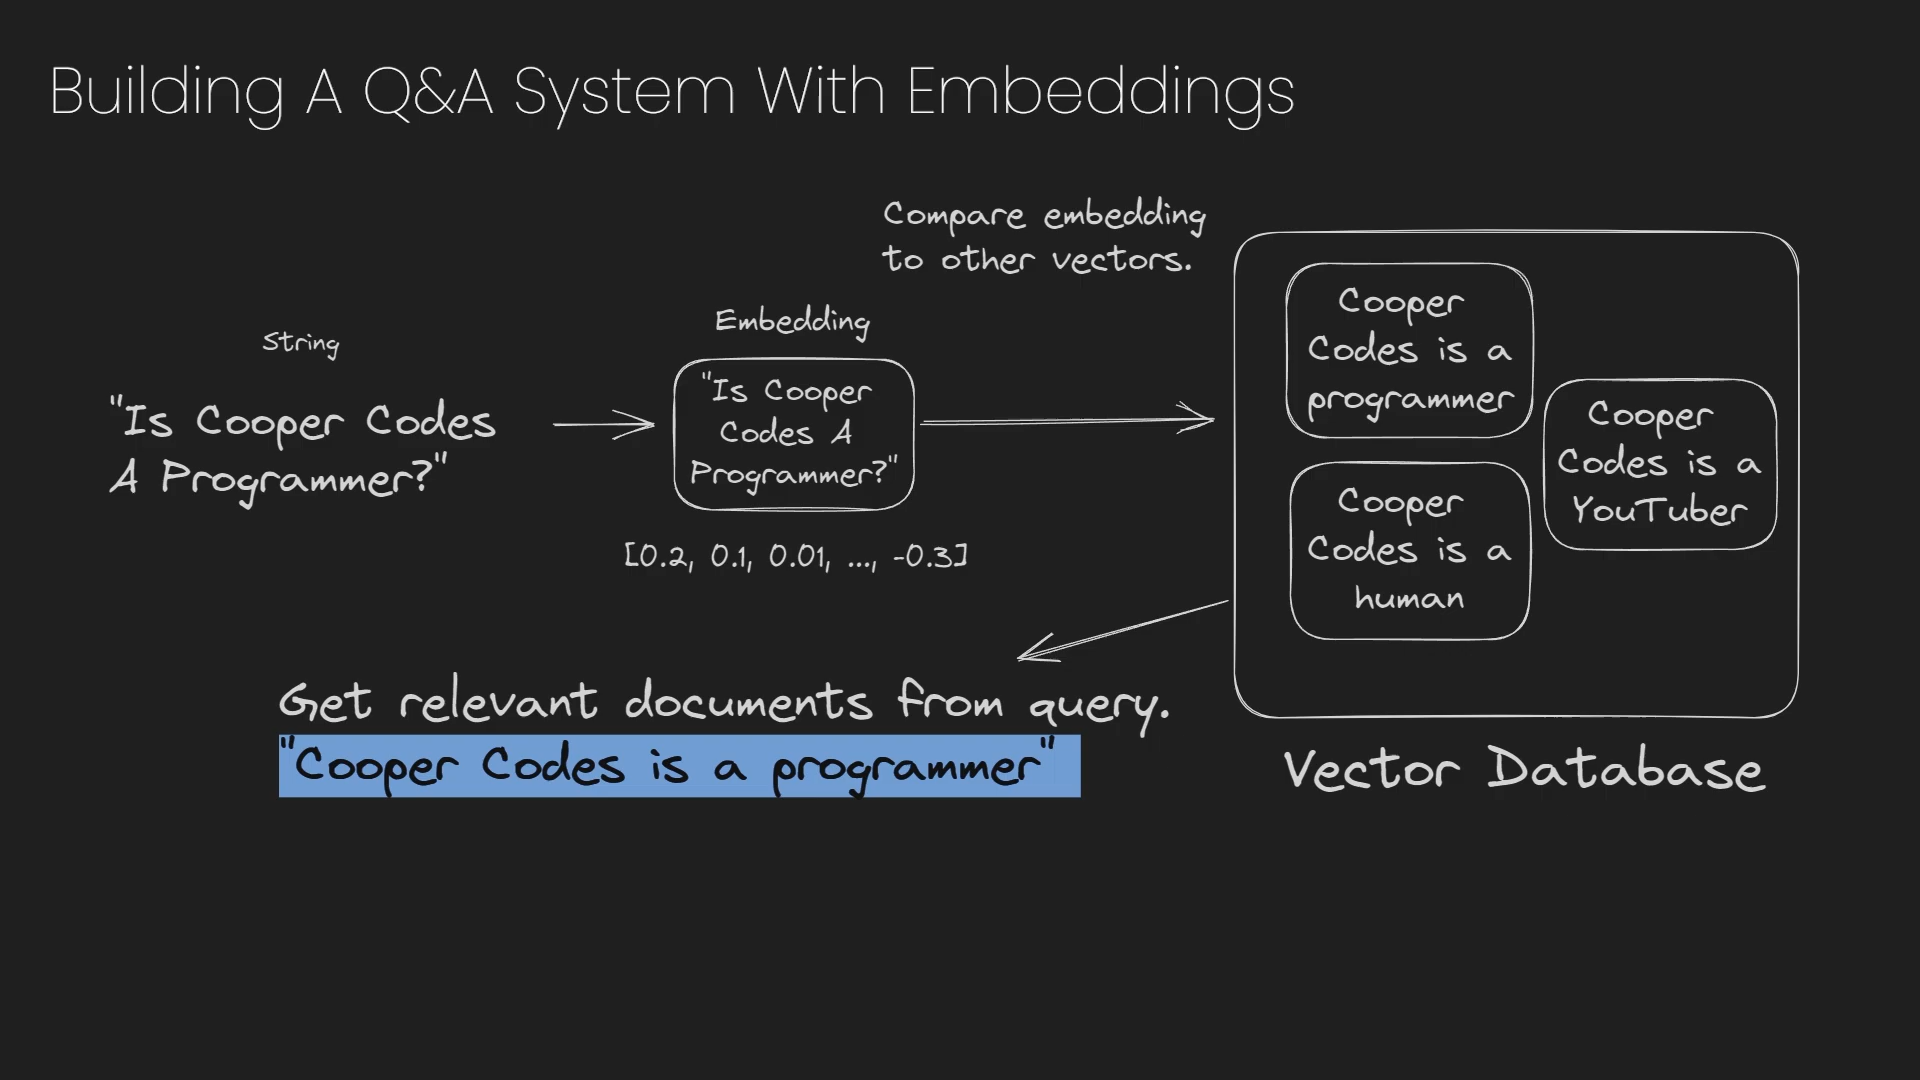 Building A Q&A System With Embeddings
Compare embedding
to other vectors.
String
"Is Cooper Codes
A Programmer?"
Embedding
"Is Cooper
Codes A
Programmer?"
[0.2, 0.1, 0.01, ..., -0.3]
Cooper
Codes is a
programmer
Cooper
Codes is a
YouTuber
Cooper
Codes is a
human
Vector Database
Get relevant documents from query.
"Cooper Codes is a programmer"